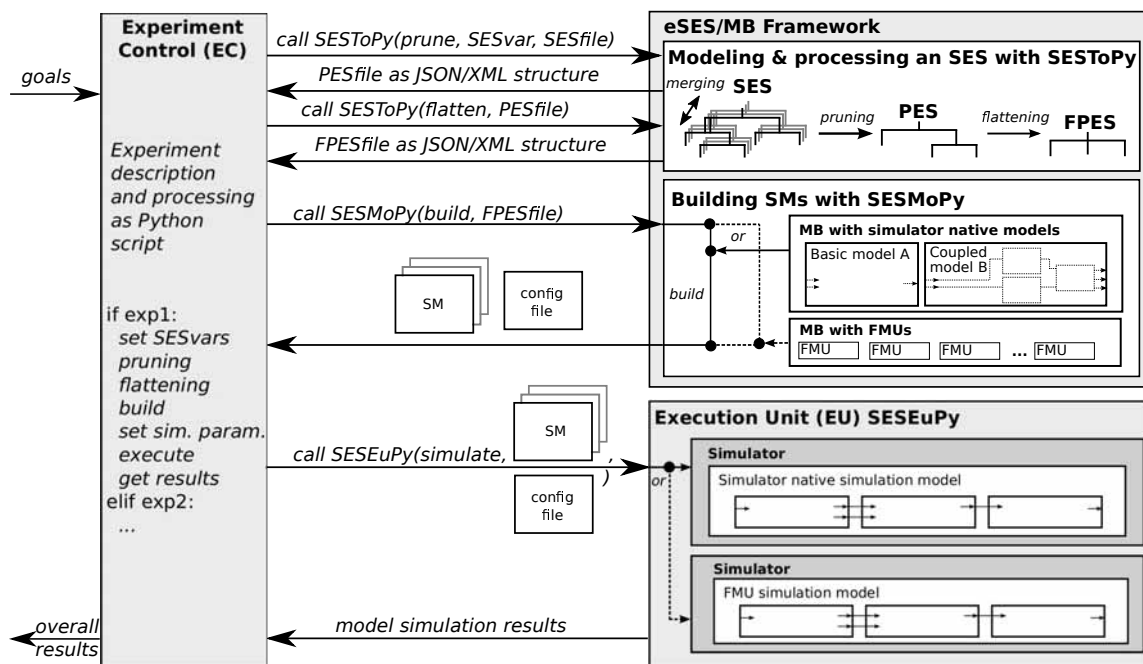 Experiment
Control (EC)
goals
Experiment
description
and processing
as Python
script
if exp1:
set SESvars
pruning
flattening
build
set sim. param.
execute
get results
elif exp2:
...
overall
results
call SESToPy(prune, SESvar, SESfile)
PESfile as JSON/XML structure
call SESToPy(flatten, PESfile)
FPESfile as JSON/XML structure
call SESMoPy(build, FPESfile)
SM
config
file
call SESEuPy(simulate,
SM
,
config
file
)
model simulation results
eSES/MB Framework
Modeling & processing an SES with SESToPy
merging
SES
pruning
PES
flattening
FPES
Building SMs with SESMoPy
or
build
MB with simulator native models
Basic model A
Coupled
model B
MB with FMUs
FMU
FMU
FMU
...
FMU
Execution Unit (EU) SESEuPy
or
Simulator
Simulator native simulation model
Simulator
FMU simulation model